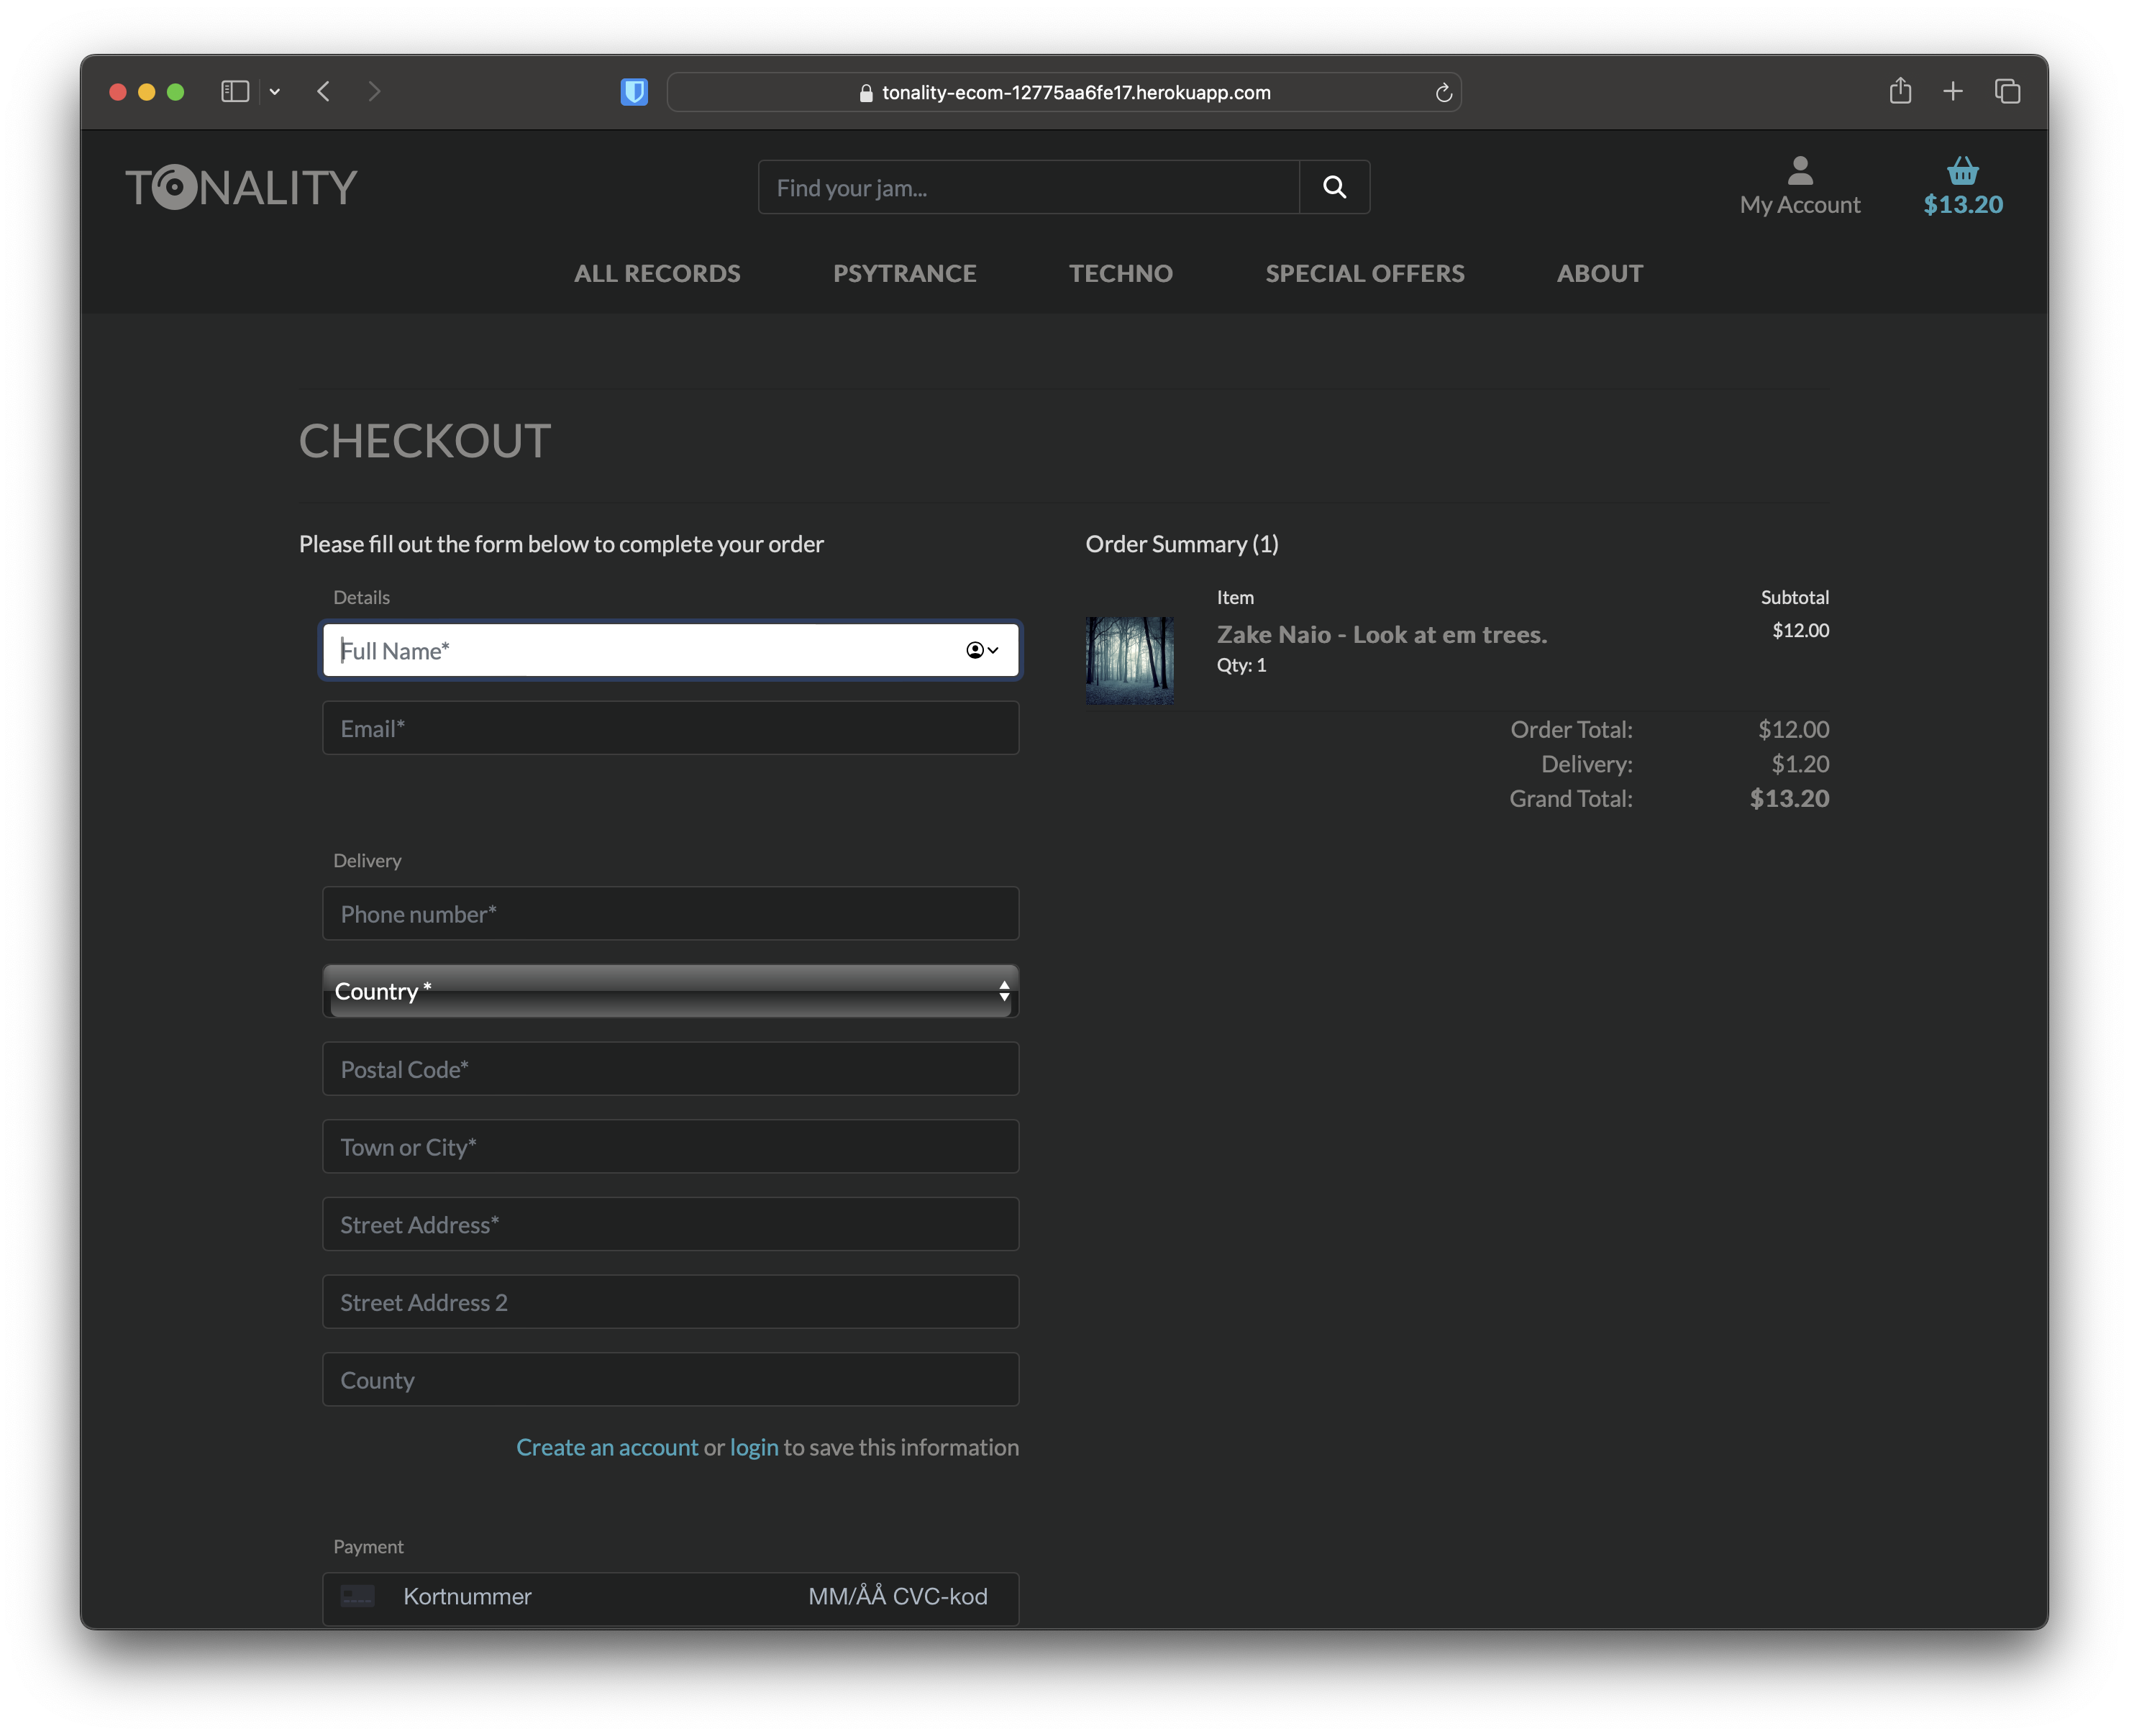 tonality-ecom-12775aa6fe17.herokuapp.com
TONALITY
Find your jam...
My Account
$13.20
ALL RECORDS PSYTRANCE TECHNO SPECIAL OFFERS ABOUT
CHECKOUT
Please fill out the form below to complete your order
Details
Full Name*
Email*
Delivery
Phone number*
Country *
Postal Code*
Town or City*
Street Address*
Street Address 2
County
Create an account or login to save this information
Payment
Kortnummer MM/ÅÅ CVC-kod
Order Summary (1)
Item Subtotal
Zake Naio - Look at em trees. $12.00
Qty: 1
Order Total: $12.00
Delivery: $1.20
Grand Total: $13.20